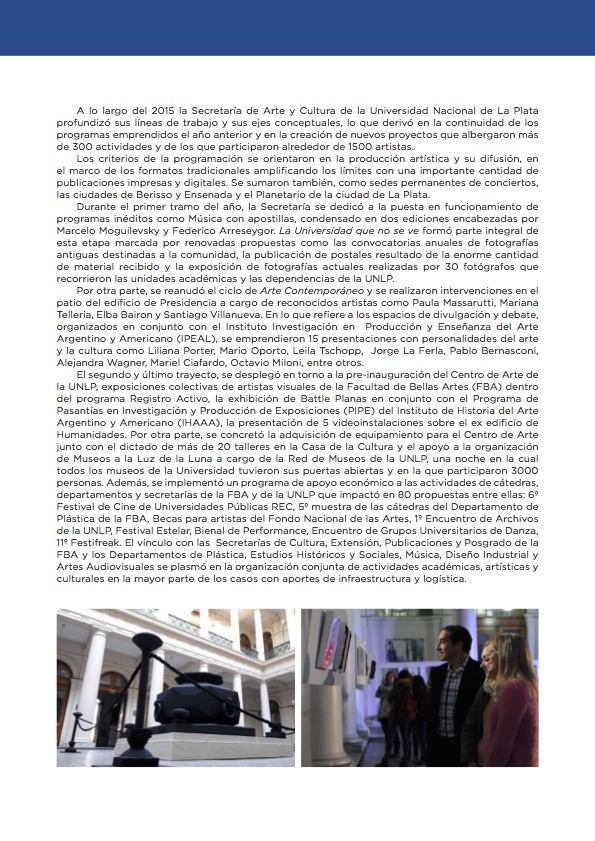 A lo largo del 2015 la Secretaría de Arte y Cultura de la Universidad Nacional de La Plata
profundizó sus líneas de trabajo y sus ejes conceptuales, lo que derivó en la continuidad de los
programas emprendidos el año anterior y en la creación de nuevos proyectos que albergaron más
de 300 actividades y de los que participaron alrededor de 1500 artistas.
Los criterios de la programación se orientaron en la producción artística y su difusión, en
el marco de los formatos tradicionales amplificando los límites con una importante cantidad de
publicaciones impresas y digitales. Se sumaron también, como sedes permanentes de conciertos,
las ciudades de Berisso y Ensenada y el Planetario de la ciudad de La Plata.
Durante el primer tramo del año, la Secretaría se dedicó a la puesta en funcionamiento de
programas inéditos como Música con apostillas, condensado en dos ediciones encabezadas por
Marcelo Moguilevsky y Federico Arreseygor. La Universidad que no se ve formó parte integral de
esta etapa marcada por renovadas propuestas como las convocatorias anuales de fotografías
antiguas destinadas a la comunidad, la publicación de postales resultado de la enorme cantidad
de material recibido y la exposición de fotografías actuales realizadas por 30 fotógrafos que
recorrieron las unidades académicas y las dependencias de la UNLP.
Por otra parte, se reanudó el ciclo de Arte Contemporáneo y se realizaron intervenciones en el
patio del edificio de Presidencia a cargo de reconocidos artistas como Paula Massarutti, Mariana
Telleria, Elba Bairon y Santiago Villanueva. En lo que refiere a los espacios de divulgación y debate,
organizados en conjunto con el Instituto Investigación en Producción y Enseñanza del Arte
Argentino y Americano (IPEAL), se emprendieron 15 presentaciones con personalidades del arte
y la cultura como Liliana Porter, Mario Oporto, Leila Tschopp, Jorge La Ferla, Pablo Bernasconi,
Alejandra Wagner, Mariel Ciafardo, Octavio Miloni, entre otros.
El segundo y último trayecto, se desplegó en torno a la pre-inauguración del Centro de Arte de
la UNLP, exposiciones colectivas de artistas visuales de la Facultad de Bellas Artes (FBA) dentro
del programa Registro Activo, la exhibición de Battle Planas en conjunto con el Programa de
Pasantías en Investigación y Producción de Exposiciones (PIPE) del Instituto de Historia del Arte
Argentino y Americano (IHAAA), la presentación de 5 videoinstalaciones sobre el ex edificio de
Humanidades. Por otra parte, se concretó la adquisición de equipamiento para el Centro de Arte
junto con el dictado de más de 20 talleres en la Casa de la Cultura y el apoyo a la organización
de Museos a la Luz de la Luna a cargo de la Red de Museos de la UNLP, una noche en la cual
todos los museos de la Universidad tuvieron sus puertas abiertas y en la que participaron 3000
personas. Además, se implementó un programa de apoyo económico a las actividades de cátedras,
departamentos y secretarías de la FBA y de la UNLP que impactó en 80 propuestas entre ellas: 6º
Festival de Cine de Universidades Públicas REC, 5º muestra de las cátedras del Departamento de
Plástica de la FBA, Becas para artistas del Fondo Nacional de las Artes, 1º Encuentro de Archivos
de la UNLP, Festival Estelar, Bienal de Performance, Encuentro de Grupos Universitarios de Danza,
11º Festifreak. El vínculo con las Secretarías de Cultura, Extensión, Publicaciones y Posgrado de la
FBA y los Departamentos de Plástica, Estudios Históricos y Sociales, Música, Diseño Industrial y
Artes Audiovisuales se plasmó en la organización conjunta de actividades académicas, artísticas y
culturales en la mayor parte de los casos con aportes de infraestructura y logística.